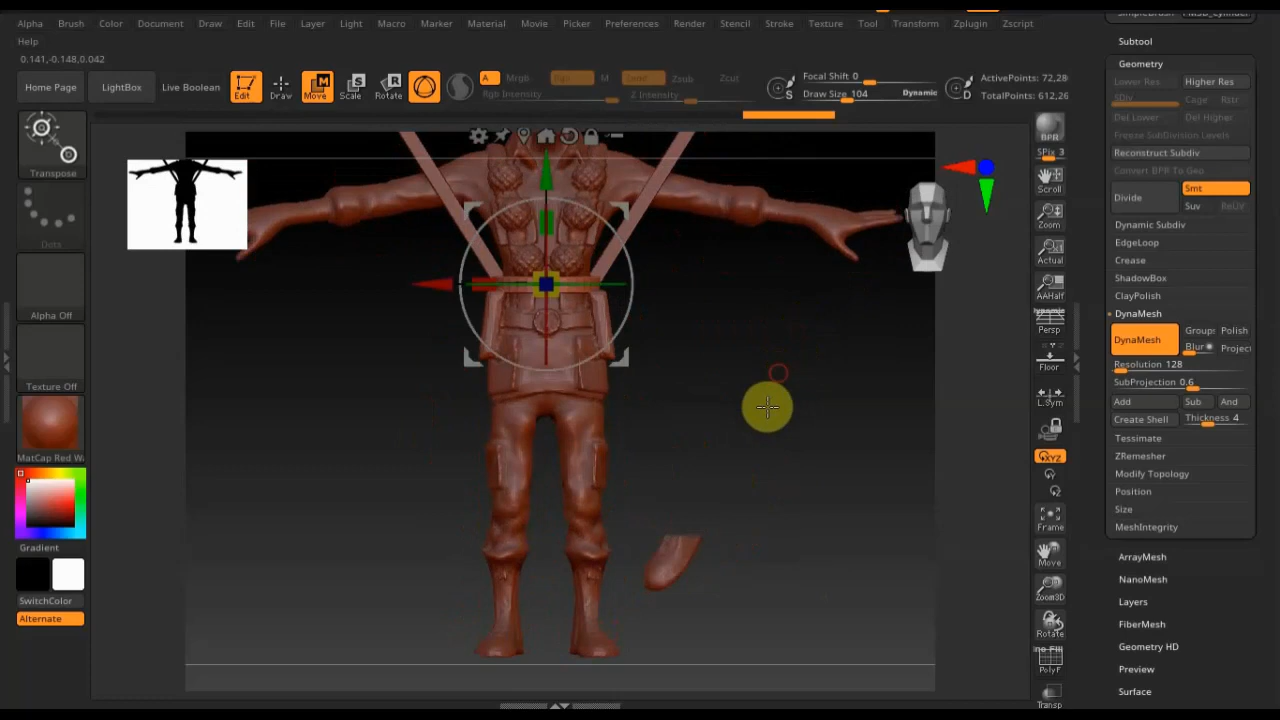 Alpha Brush Color Document Draw Edit File Layer Light Macro Marker Material Movie Picker Preferences Render Stencil Stroke Texture Tool Transform Zplugin Zscript
Help
Subtool
0.141,-0.148,0.042
Geometry
Home Page
LightBox
Live Boolean
Edit
Draw
Move
Scale
Rotate
A
Mrgb
M
Rgb Intensity
Zsub
Zcut
Z Intensity
S
Focal Shift 0
Draw Size 104
Dynamic
D
ActivePoints: 72,28
TotalPoints: 612,26
Lower Res
Higher Res
SDiv
Cage
Rstr
Del Lower
Del Higher
Freeze SubDivision Levels
Reconstruct Subdiv
Convert BPR To Geo
Divide
Smt
Suv
ReUV
Dynamic Subdiv
EdgeLoop
Crease
ShadowBox
ClayPolish
DynaMesh
DynaMesh
Group
Polish
Blur
Projec
Resolution 128
SubProjection 0.6
Add
Sub
And
Create Shell
Thickness 4
Tessimate
ZRemesher
Modify Topology
Position
Size
MeshIntegrity
ArrayMesh
NanoMesh
Layers
FiberMesh
Geometry HD
Preview
Surface
BPR
SPix 3
Scroll
Zoom
Actual
AAHalf
Persp
Floor
L.Sym
XYZ
Frame
Move
Zoom3D
Rotate
PolyF
Transp
Transpose
Dots
Alpha Off
Texture Off
MatCap Red W
Gradient
SwitchColor
Alternate